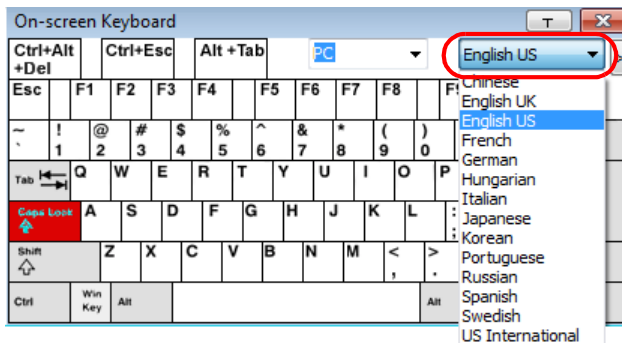 On-screen Keyboard
Ctrl+Alt +Del Ctrl+Esc Alt +Tab PC English US
Esc F1 F2 F3 F4 F5 F6 F7 F8
~ ` ! 1 @ 2 # 3 $ 4 % 5 ^ 6 & 7 * 8 ( 9 ) 0
Tab Q W E R T Y U I O P
Caps Lock A S D F G H J K L : ;
Shift Z X C V B N M < , > .
Ctrl Win Key Alt Alt
Chinese
English UK
English US
French
German
Hungarian
Italian
Japanese
Korean
Portuguese
Russian
Spanish
Swedish
US International